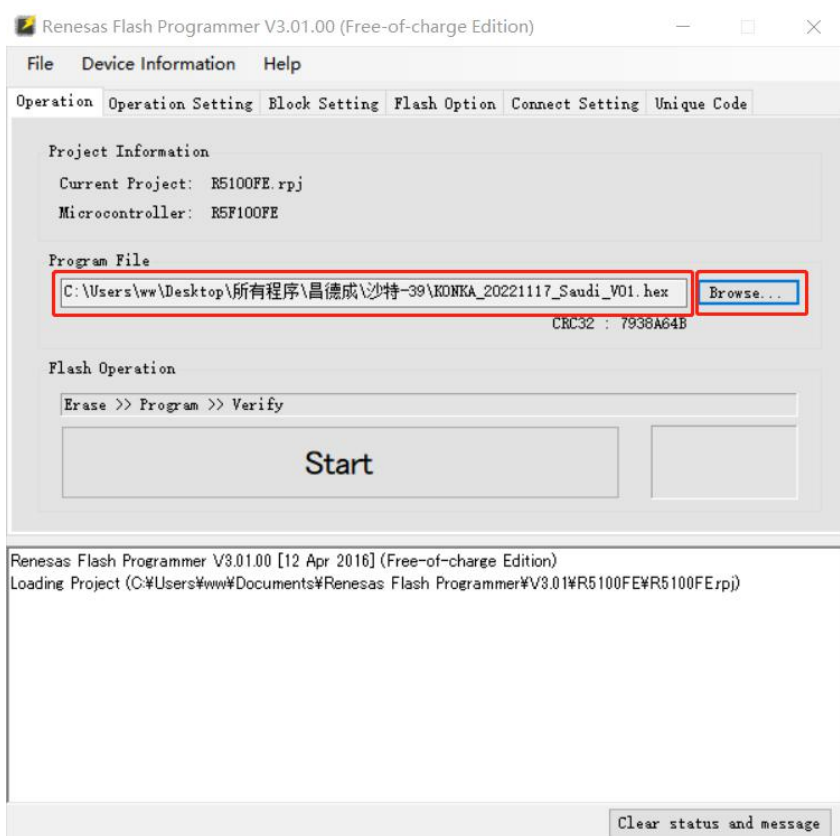 Renesas Flash Programmer V3.01.00 (Free-of-charge Edition)
File Device Information Help
Operation Operation Setting Block Setting Flash Option Connect Setting Unique Code
Project Information
Current Project: R5100FE.rpj
Microcontroller: R5F100FE
Program File
C:\Users\ww\Desktop\所有程序\昌德成\沙特-39\KONKA_20221117_Saudi_V01.hex Browse...
CRC32 : 7938A64B
Flash Operation
Erase >> Program >> Verify
Start
Renesas Flash Programmer V3.01.00 [12 Apr 2016] (Free-of-charge Edition)
Loading Project (C:¥Users¥ww¥Documents¥Renesas Flash Programmer¥V3.01¥R5100FE¥R5100FE.rpj)
Clear status and message